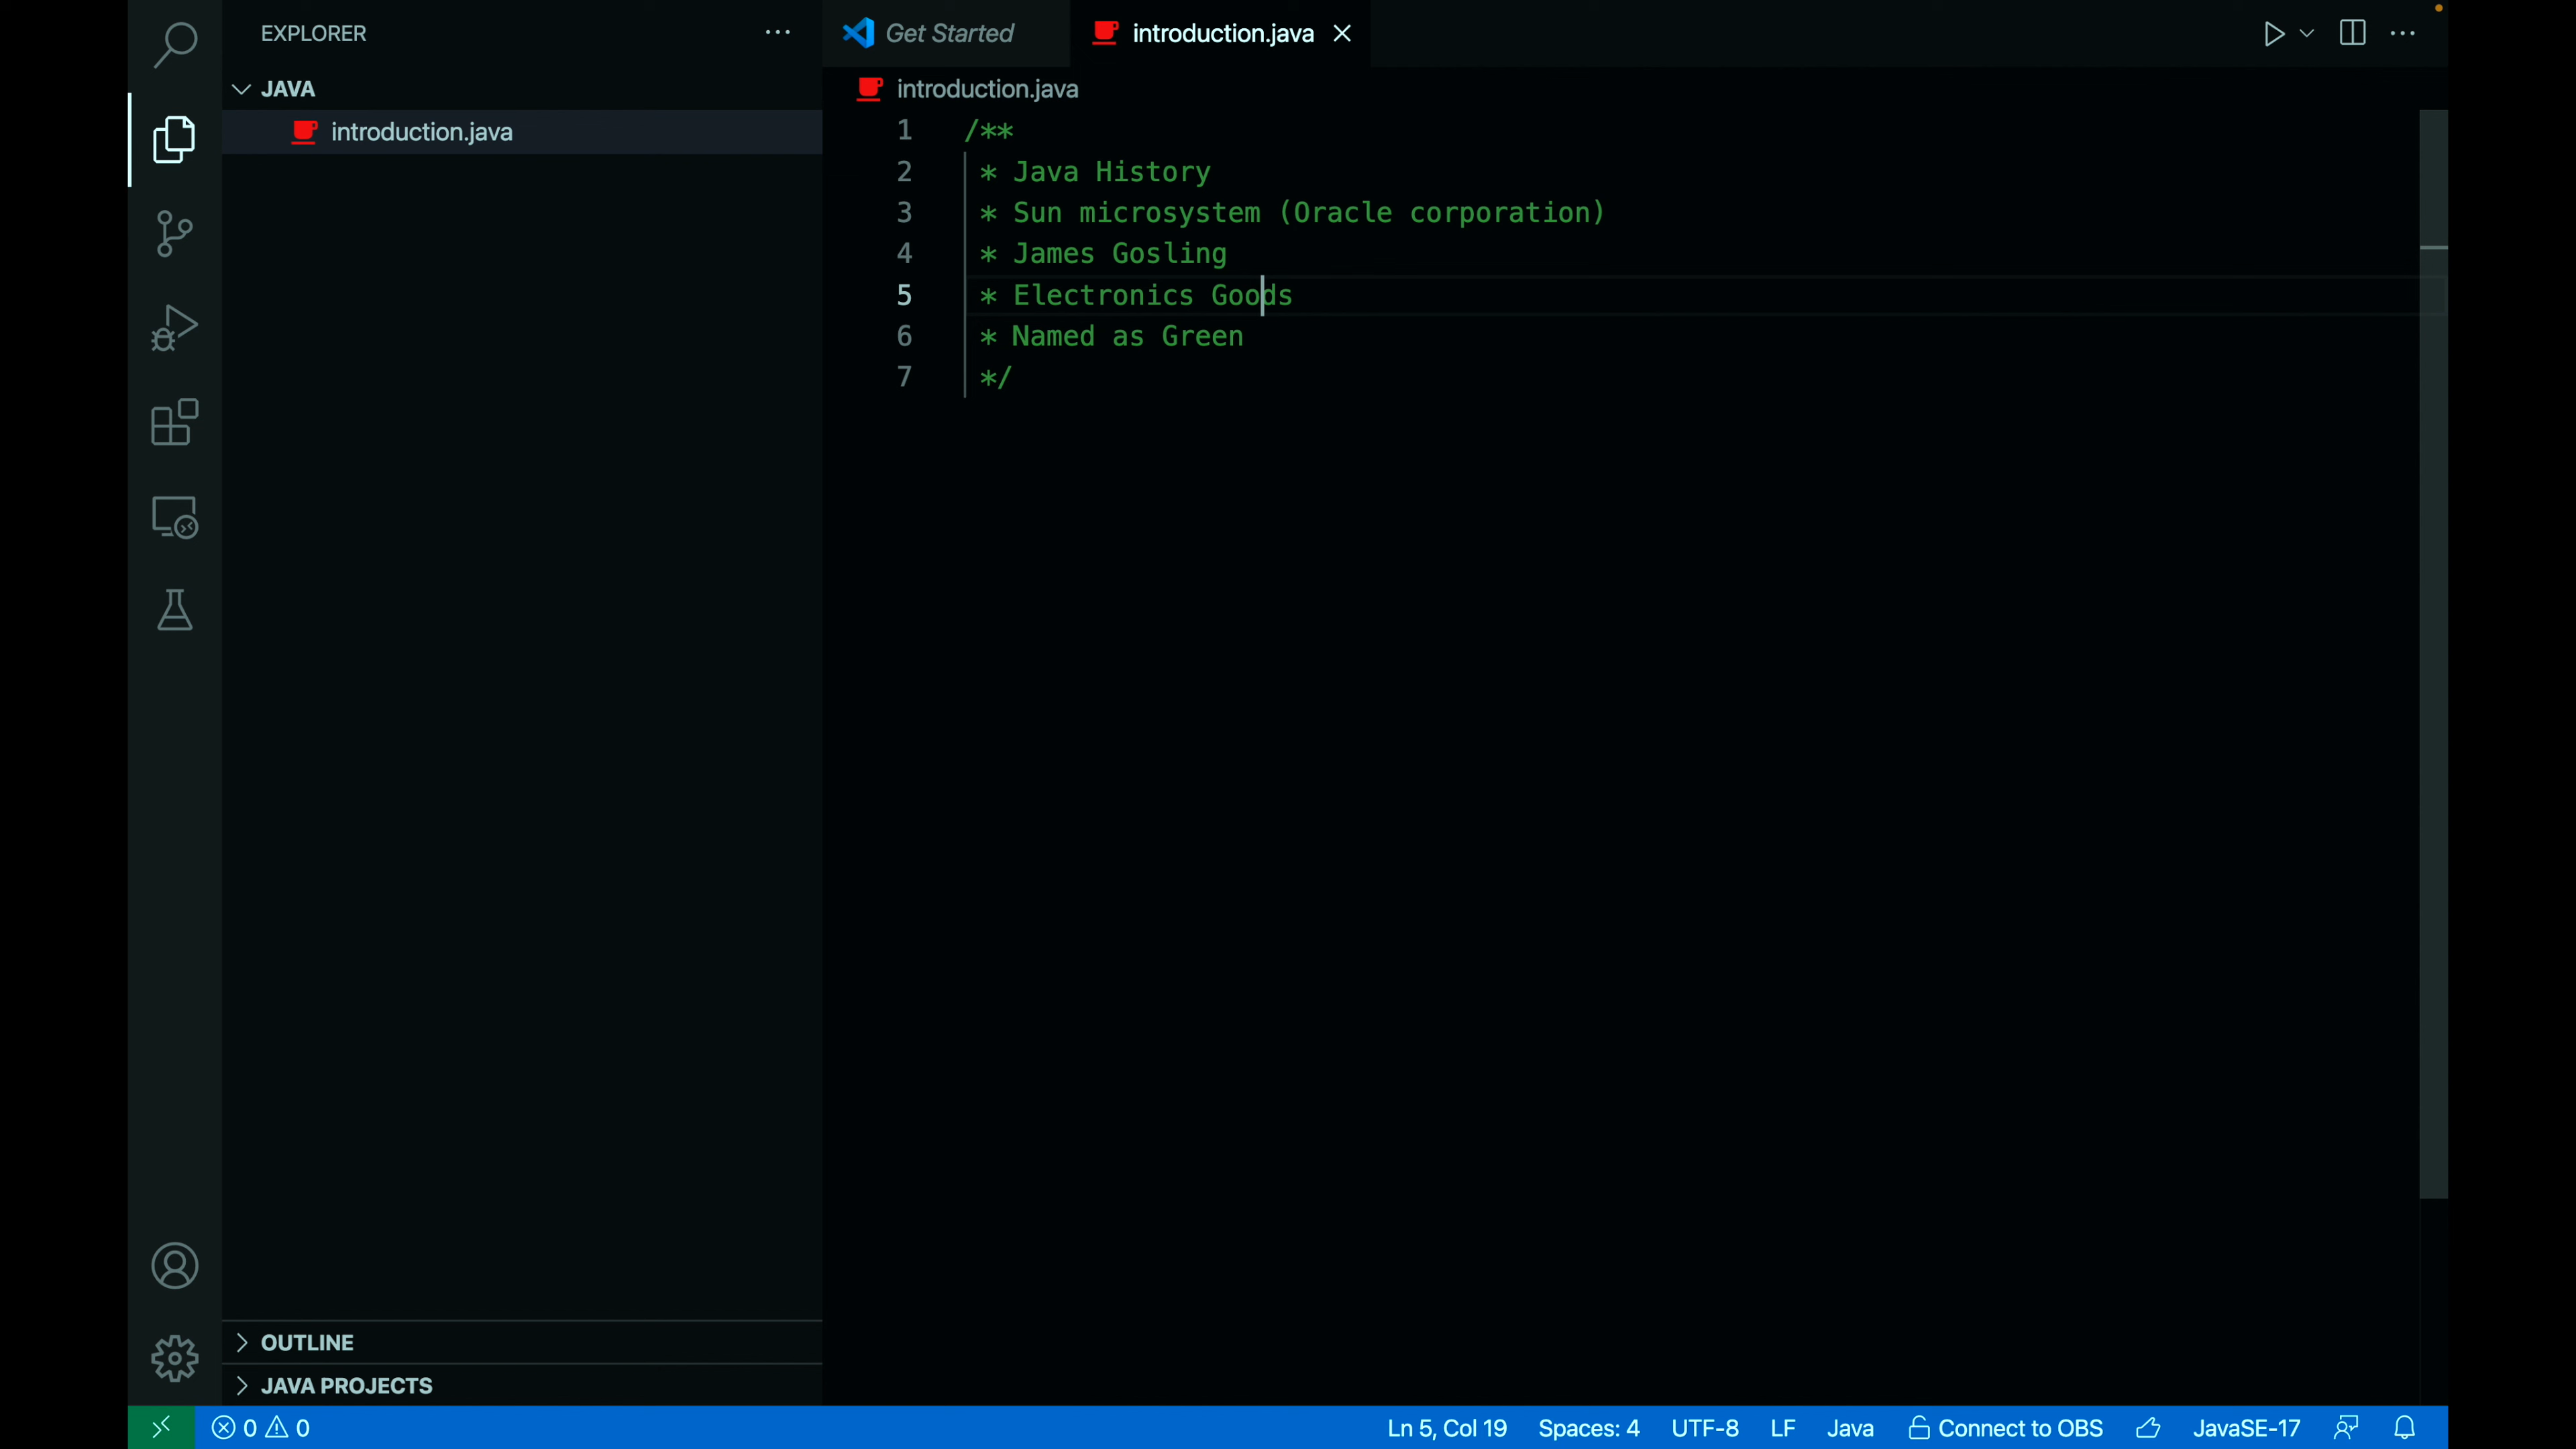 EXPLORER
JAVA
introduction.java
OUTLINE
JAVA PROJECTS
Get Started
introduction.java
introduction.java
1 /**
2 * Java History
3 * Sun microsystem (Oracle corporation)
4 * James Gosling
5 * Electronics Goods
6 * Named as Green
7 */
0 0 Ln 5, Col 19 Spaces: 4 UTF-8 LF Java Connect to OBS JavaSE-17